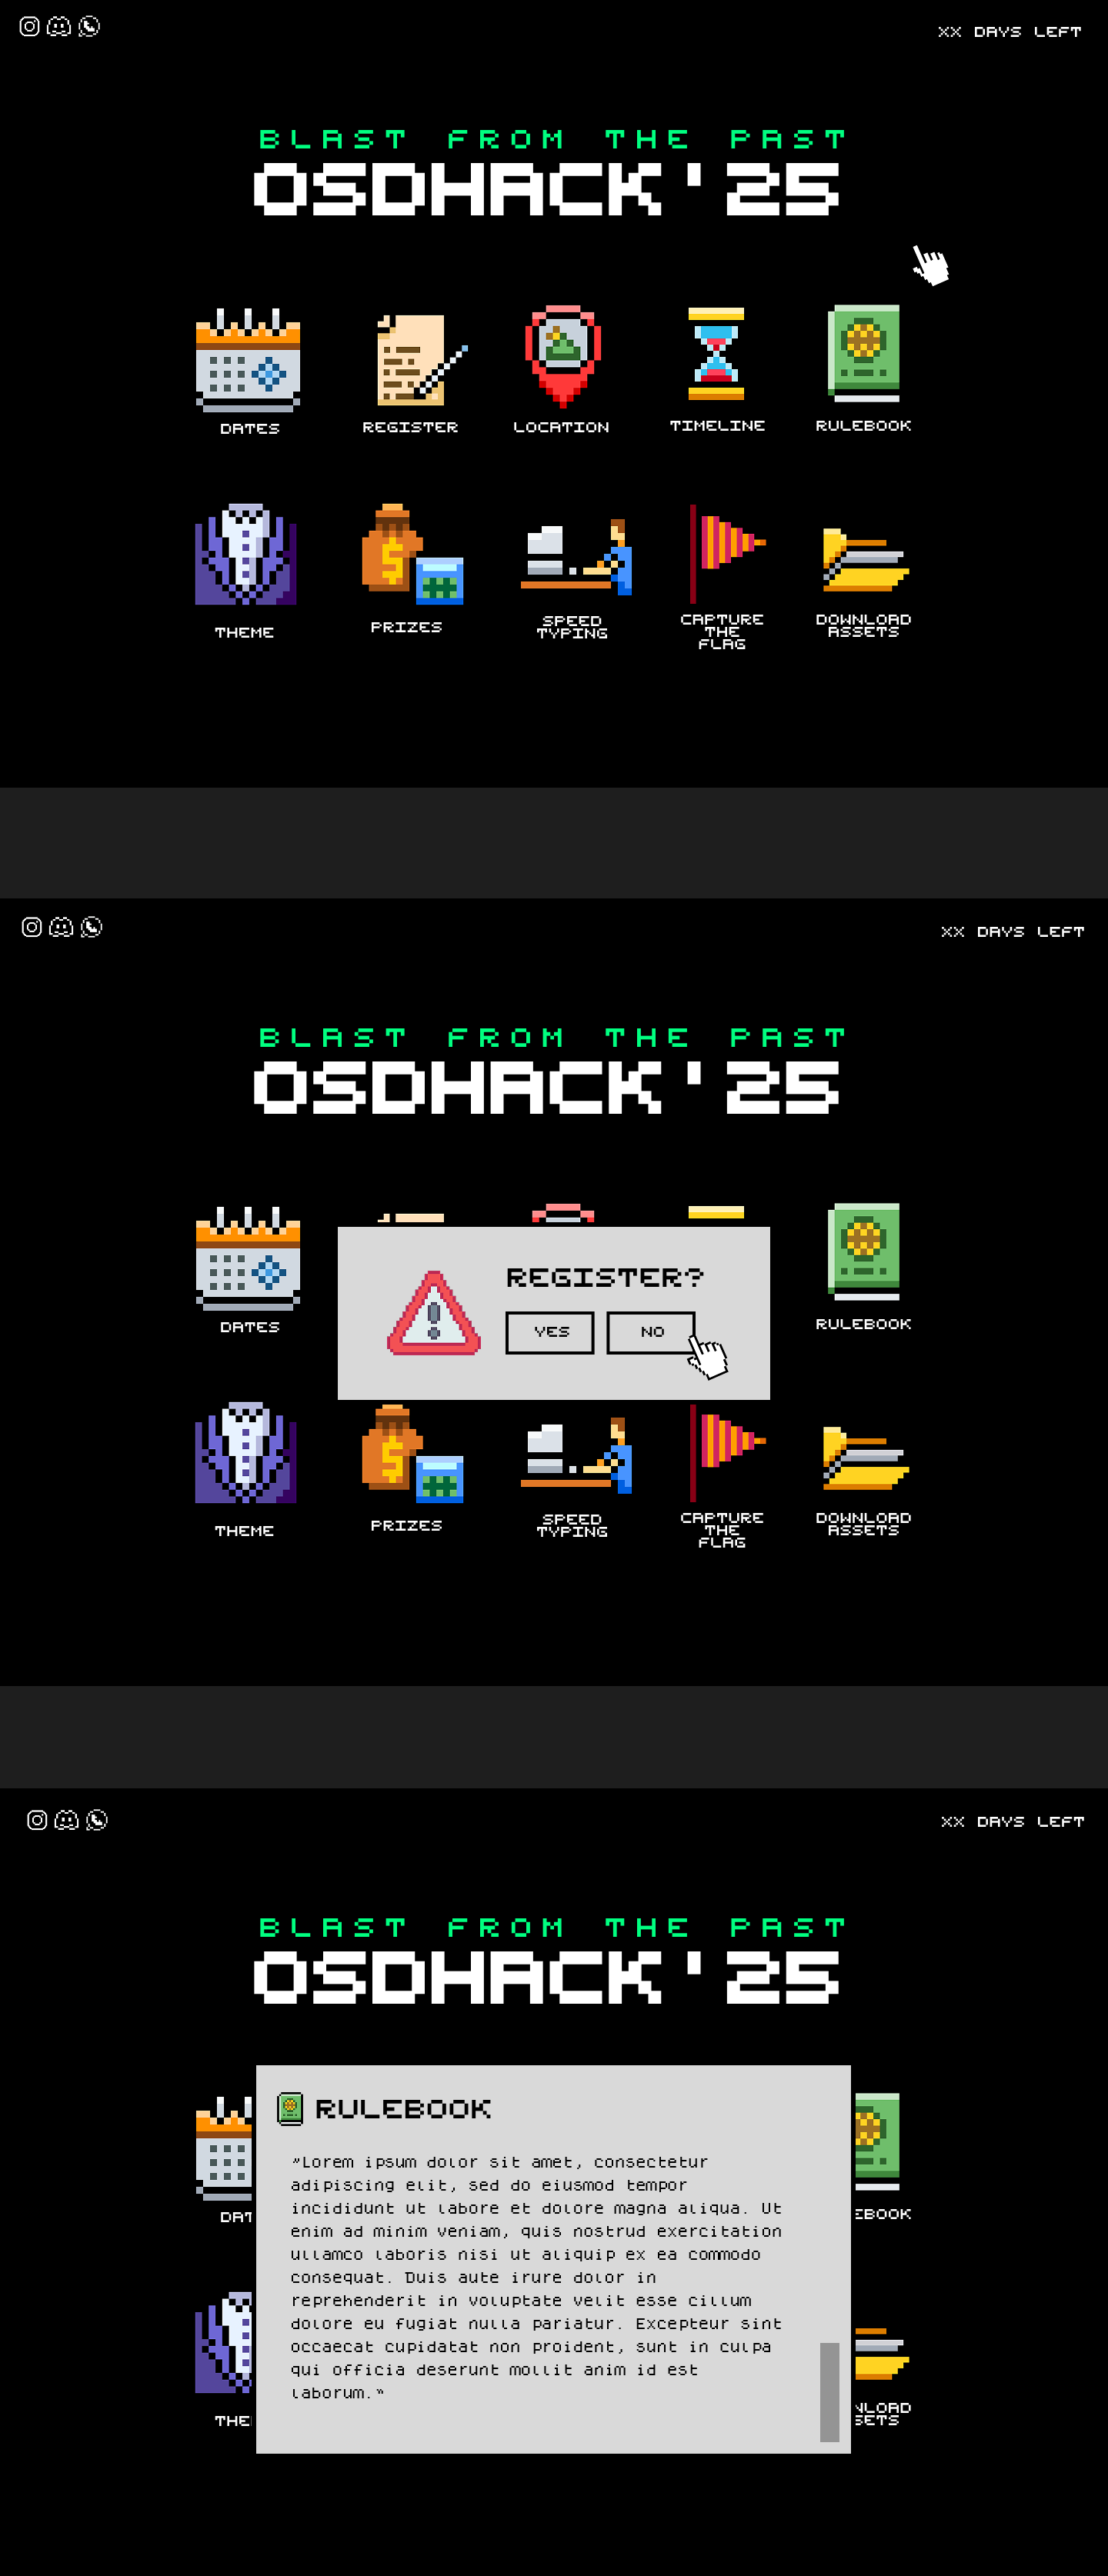 XX DAYS LEFT
BLAST FROM THE PAST
OSDHACK'25
DATES
REGISTER
LOCATION
TIMELINE
RULEBOOK
THEME
PRIZES
SPEED
TYPING
CAPTURE
THE
FLAG
DOWNLOAD
ASSETS
XX DAYS LEFT
BLAST FROM THE PAST
OSDHACK'25
DATES
REGISTER?
YES
NO
RULEBOOK
THEME
PRIZES
SPEED
TYPING
CAPTURE
THE
FLAG
DOWNLOAD
ASSETS
XX DAYS LEFT
BLAST FROM THE PAST
OSDHACK'25
RULEBOOK
"Lorem ipsum dolor sit amet, consectetur
adipiscing elit, sed do eiusmod tempor
incididunt ut labore et dolore magna aliqua. Ut
enim ad minim veniam, quis nostrud exercitation
ullamco laboris nisi ut aliquip ex ea commodo
consequat. Duis aute irure dolor in
reprehenderit in voluptate velit esse cillum
dolore eu fugiat nulla pariatur. Excepteur sint
occaecat cupidatat non proident, sunt in culpa
qui officia deserunt mollit anim id est
laborum."
DAT
EBOOK
THE
NLOAD
SETS